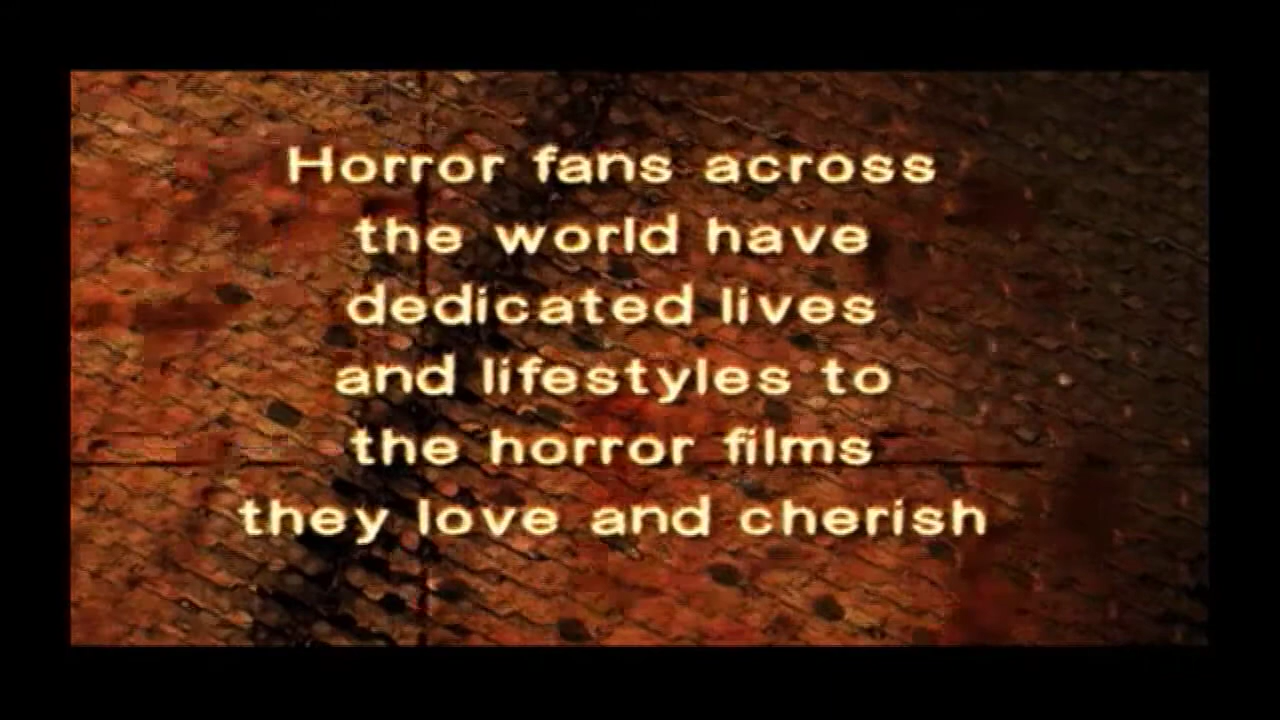 Horror fans across
the world have
dedicated lives
and lifestyles to
the horror films
they love and cherish